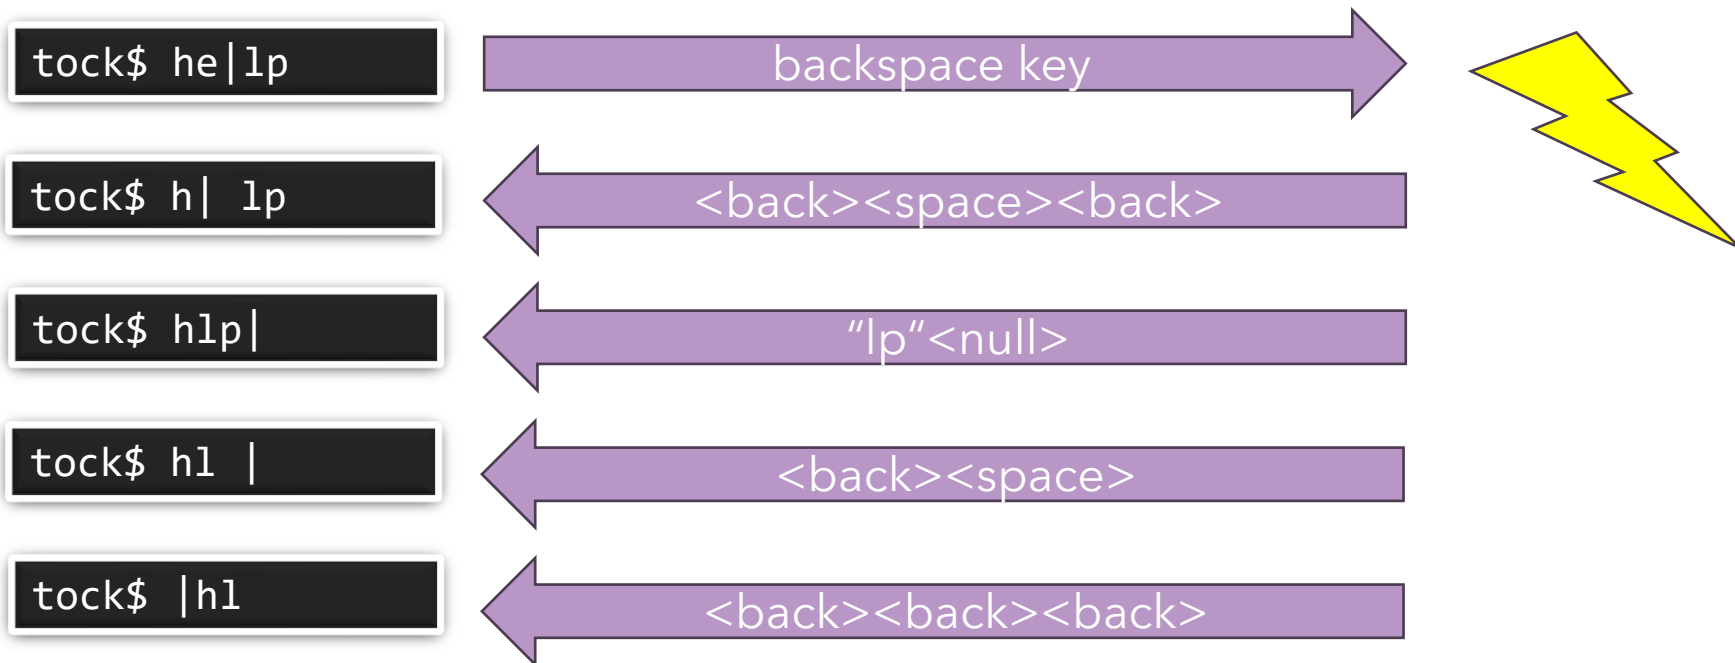 tock$ he|lp
backspace key
tock$ h| lp
<back><space><back>
tock$ hlp|
“lp“<null>
tock$ hl |
<back><space>
tock$ |hl
<back><back><back>